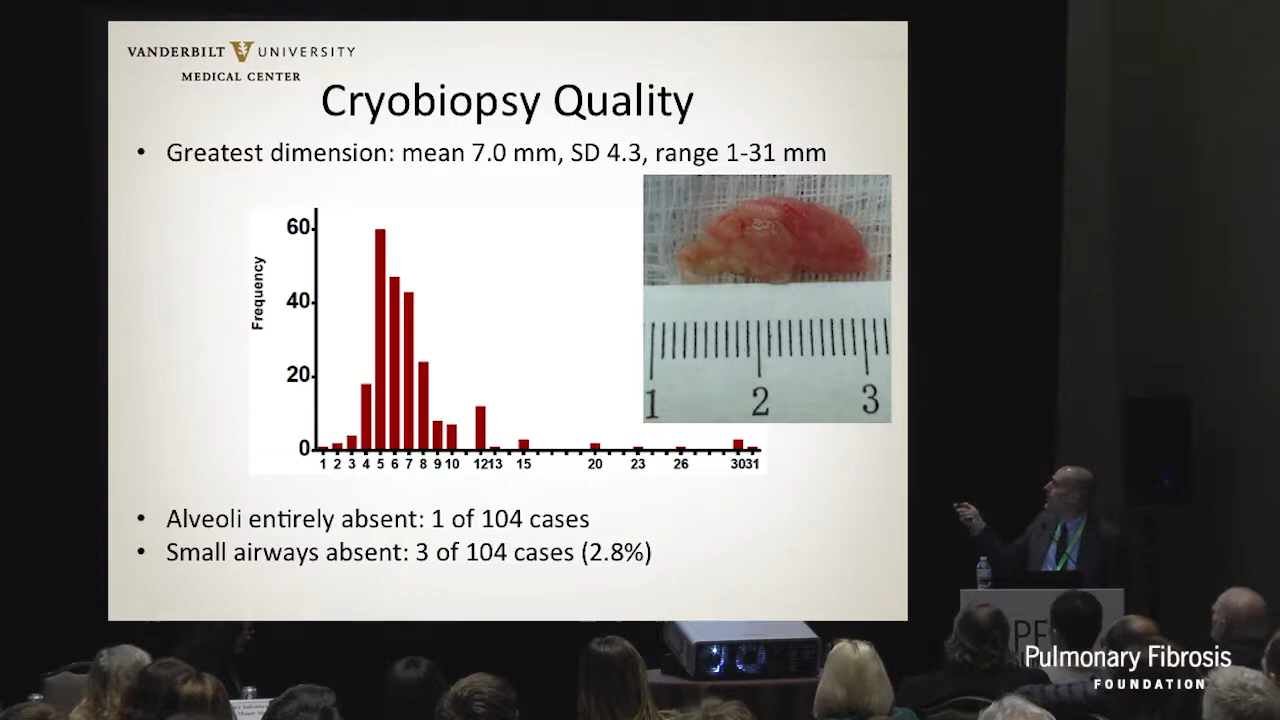 VANDERBILT V UNIVERSITY
MEDICAL CENTER
Cryobiopsy Quality
• Greatest dimension: mean 7.0 mm, SD 4.3, range 1-31 mm
Frequency
60
40
20
0
1 2 3 4 5 6 7 8 9 10 12 13 15 20 23 26 30 31
1 2 3
• Alveoli entirely absent: 1 of 104 cases
• Small airways absent: 3 of 104 cases (2.8%)
PF
Pulmonary Fibrosis
FOUNDATION